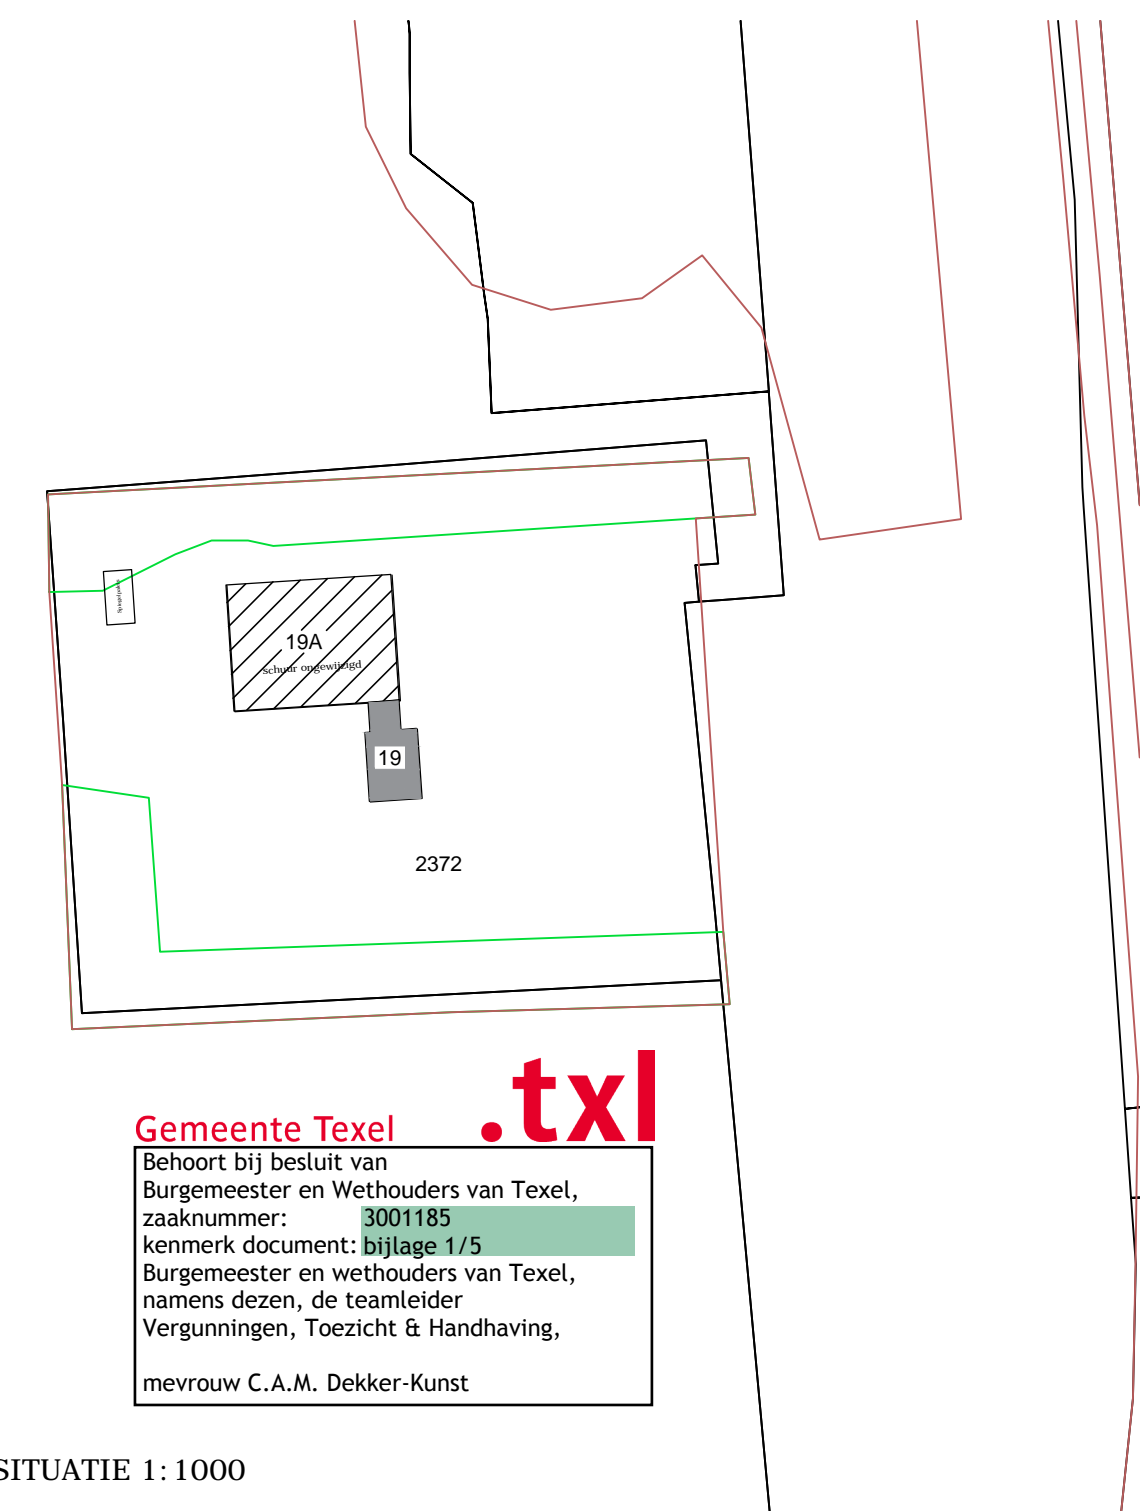 19A
schuur ongewijzigd
19
2372
.txl
Gemeente Texel
Behoort bij besluit van
Burgemeester en Wethouders van Texel,
zaaknummer: 3001185
kenmerk document: bijlage 1/5
Burgemeester en wethouders van Texel,
namens dezen, de teamleider
Vergunningen, Toezicht & Handhaving,
mevrouw C.A.M. Dekker-Kunst
SITUATIE 1:1000